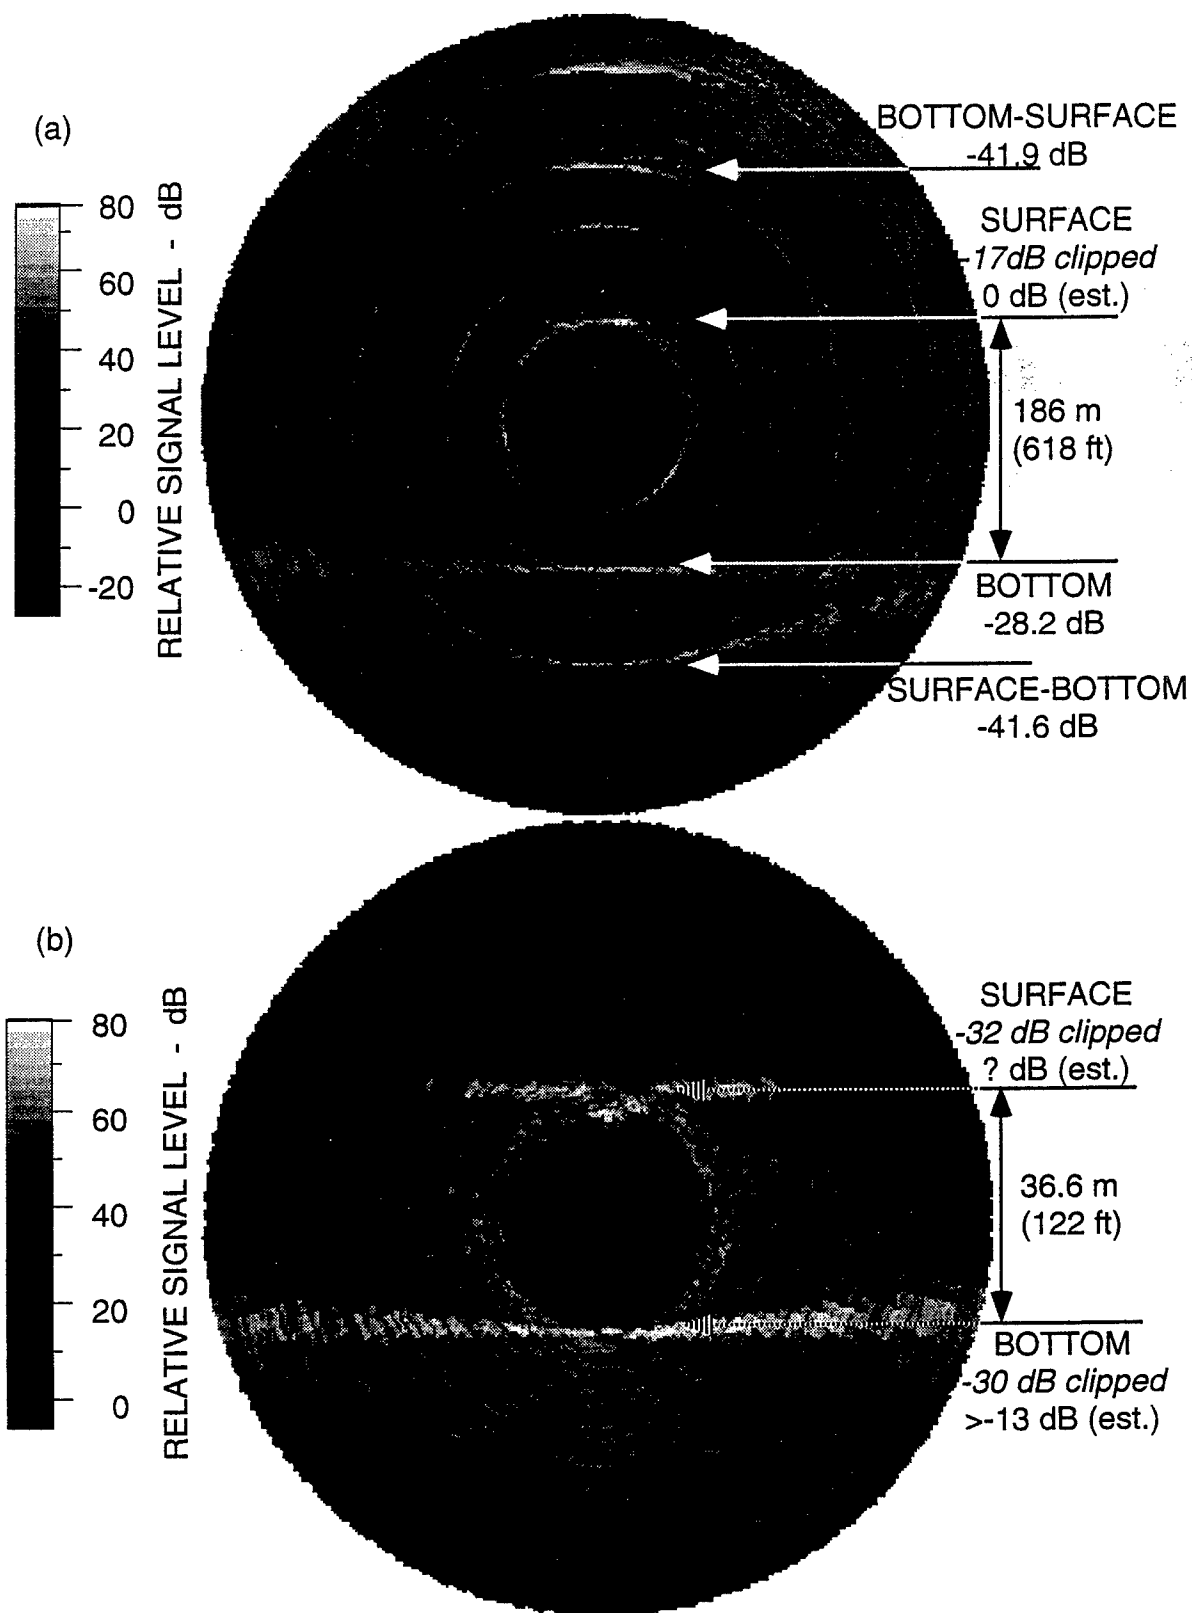 (a)
RELATIVE SIGNAL LEVEL - dB
80
60
40
20
0
-20
BOTTOM-SURFACE
-41.9 dB
SURFACE
-17dB clipped
0 dB (est.)
186 m
(618 ft)
BOTTOM
-28.2 dB
SURFACE-BOTTOM
-41.6 dB
(b)
RELATIVE SIGNAL LEVEL - dB
80
60
40
20
0
SURFACE
-32 dB clipped
? dB (est.)
36.6 m
(122 ft)
BOTTOM
-30 dB clipped
>-13 dB (est.)